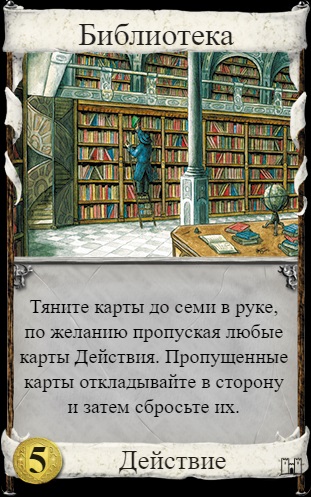 Библиотека
Тяните карты до семи в руке,
по желанию пропуская любые
карты Действия. Пропущенные
карты откладывайте в сторону
и затем сбросьте их.
5
Действие